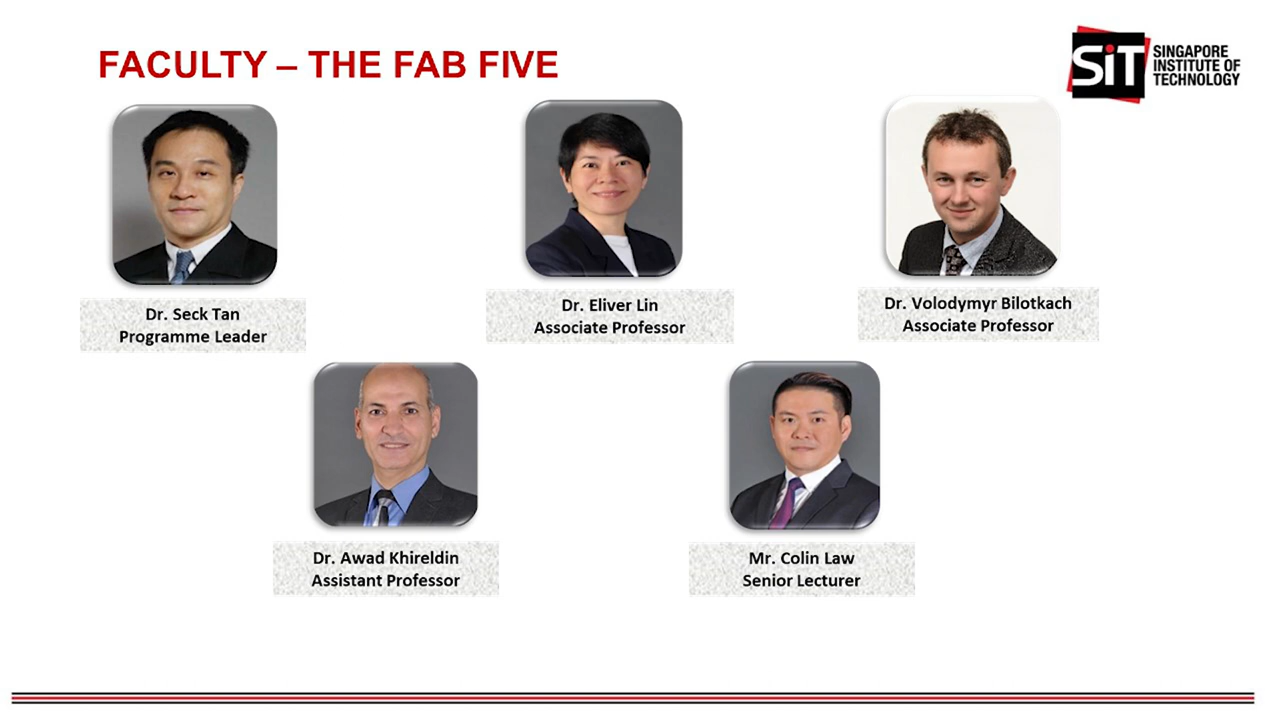 FACULTY – THE FAB FIVE
SiT
SINGAPORE
INSTITUTE OF
TECHNOLOGY
Dr. Seck Tan
Programme Leader
Dr. Eliver Lin
Associate Professor
Dr. Volodymyr Bilotkach
Associate Professor
Dr. Awad Khireldin
Assistant Professor
Mr. Colin Law
Senior Lecturer